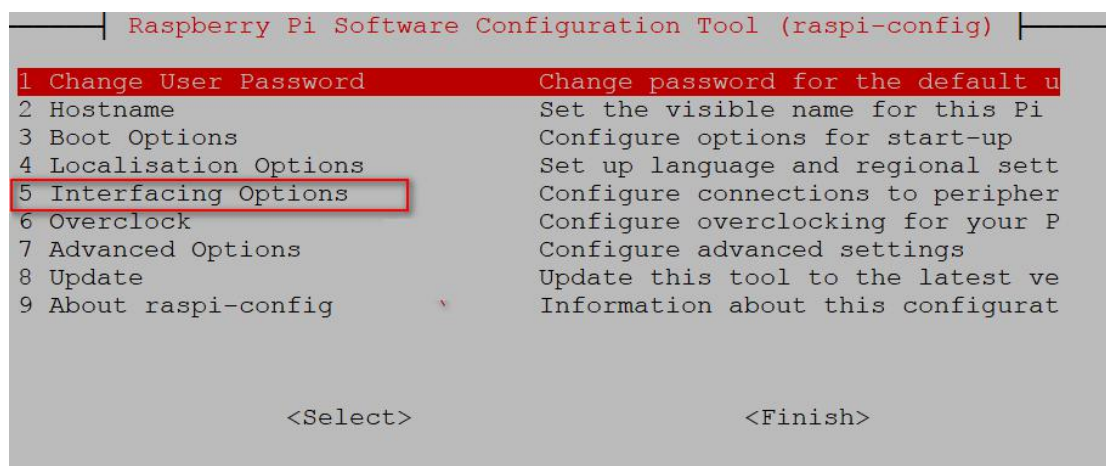 Raspberry Pi Software Configuration Tool (raspi-config)
1 Change User Password Change password for the default u
2 Hostname Set the visible name for this Pi
3 Boot Options Configure options for start-up
4 Localisation Options Set up language and regional sett
5 Interfacing Options Configure connections to peripher
6 Overclock Configure overclocking for your P
7 Advanced Options Configure advanced settings
8 Update Update this tool to the latest ve
9 About raspi-config Information about this configurat
<Select> <Finish>